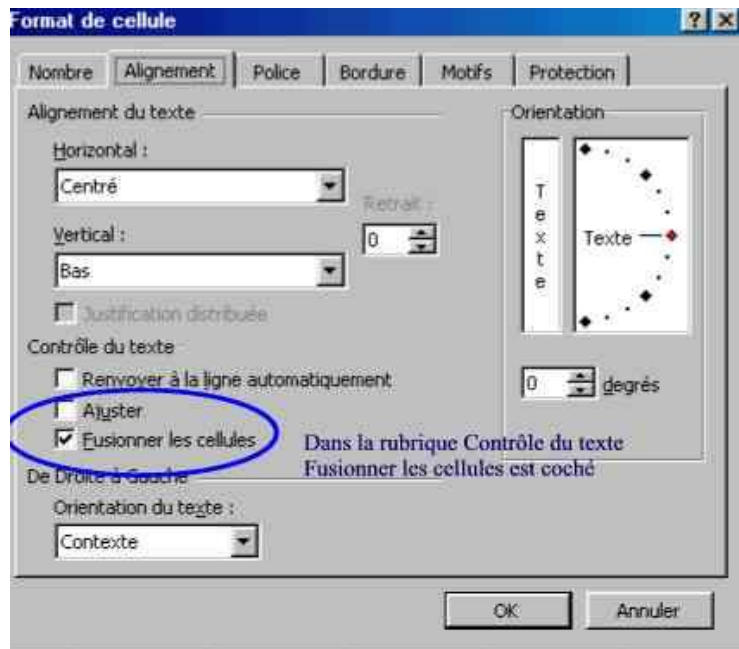 Format de cellule
Nombre Alignement Police Bordure Motifs Protection
Alignement du texte
Horizontal :
Centré
Retrait :
0
Vertical :
Bas
Justification distribuée
Contrôle du texte
Renvoyer à la ligne automatiquement
Ajuster
Fusionner les cellules
Dans la rubrique Contrôle du texte
Fusionner les cellules est coché
De Droite à Gauche
Orientation du texte :
Contexte
Orientation
Texte
Texte
0 degrés
OK Annuler